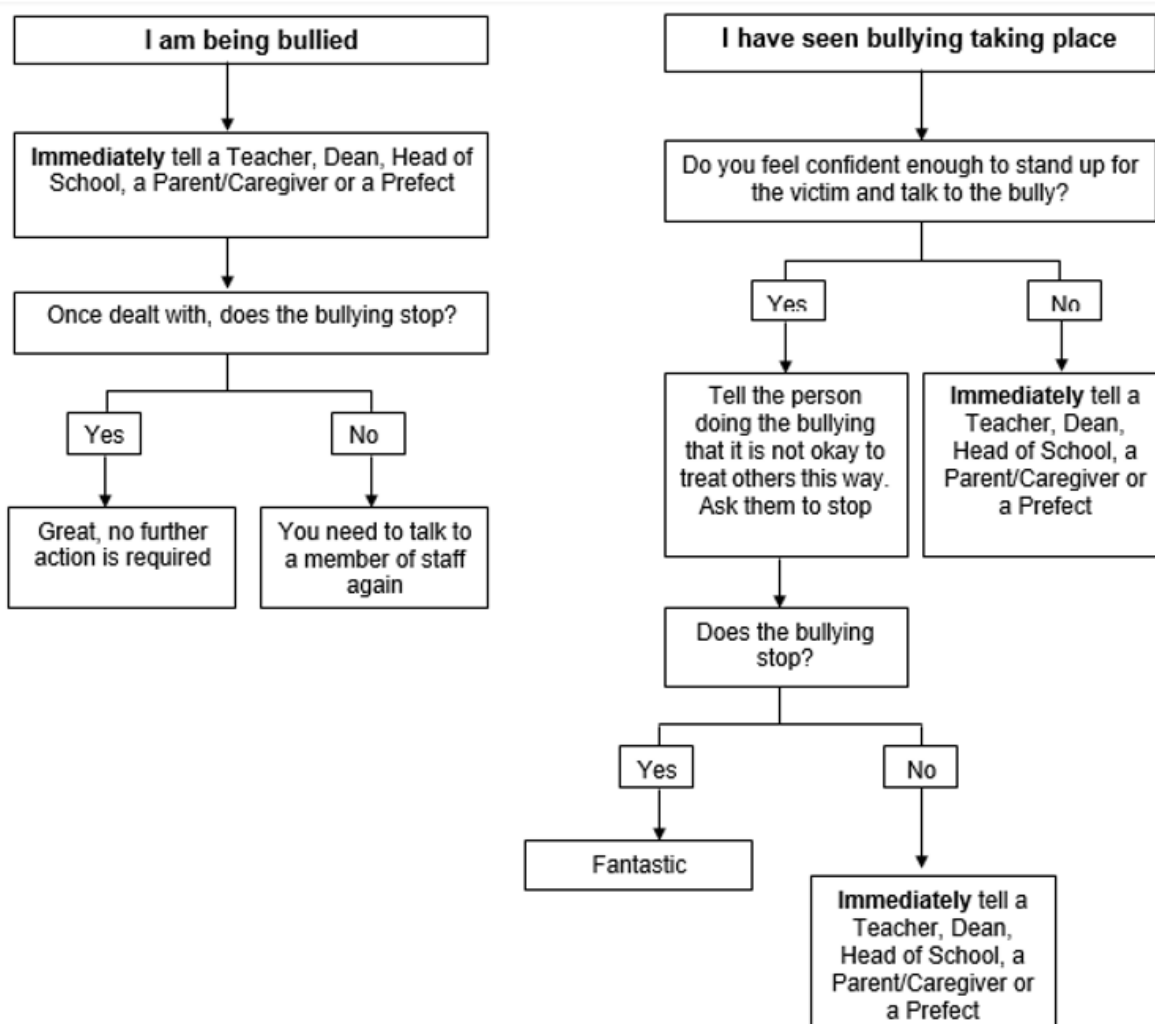 I am being bullied
Immediately tell a Teacher, Dean, Head of
School, a Parent/Caregiver or a Prefect
Once dealt with, does the bullying stop?
Yes
No
Great, no further
action is required
You need to talk to
a member of staff
again
I have seen bullying taking place
Do you feel confident enough to stand up for
the victim and talk to the bully?
Yes
No
Tell the person
doing the bullying
that it is not okay to
treat others this way.
Ask them to stop
Immediately tell a
Teacher, Dean,
Head of School, a
Parent/Caregiver or
a Prefect
Does the bullying
stop?
Yes
No
Fantastic
Immediately tell a
Teacher, Dean,
Head of School, a
Parent/Caregiver or
a Prefect